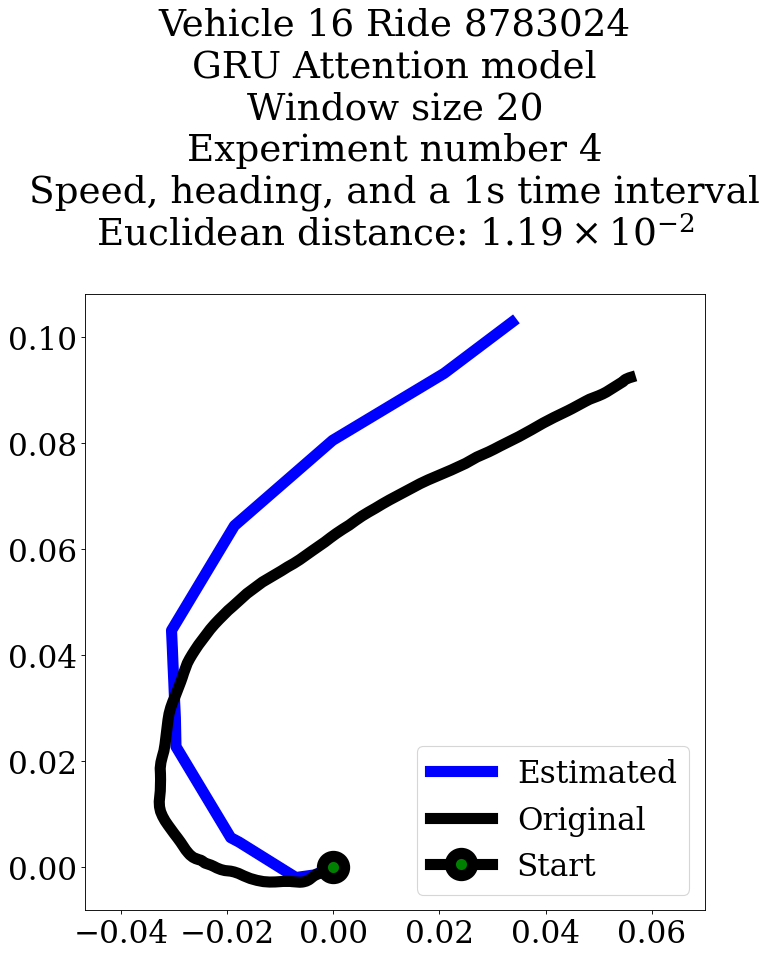 Vehicle 16 Ride 8783024
GRU Attention model
Window size 20
Experiment number 4
Speed, heading, and a 1s time interval
Euclidean distance: 1.19 × 10⁻²
0.10
0.08
0.06
0.04
0.02
0.00
Estimated
Original
Start
−0.04 −0.02 0.00 0.02 0.04 0.06